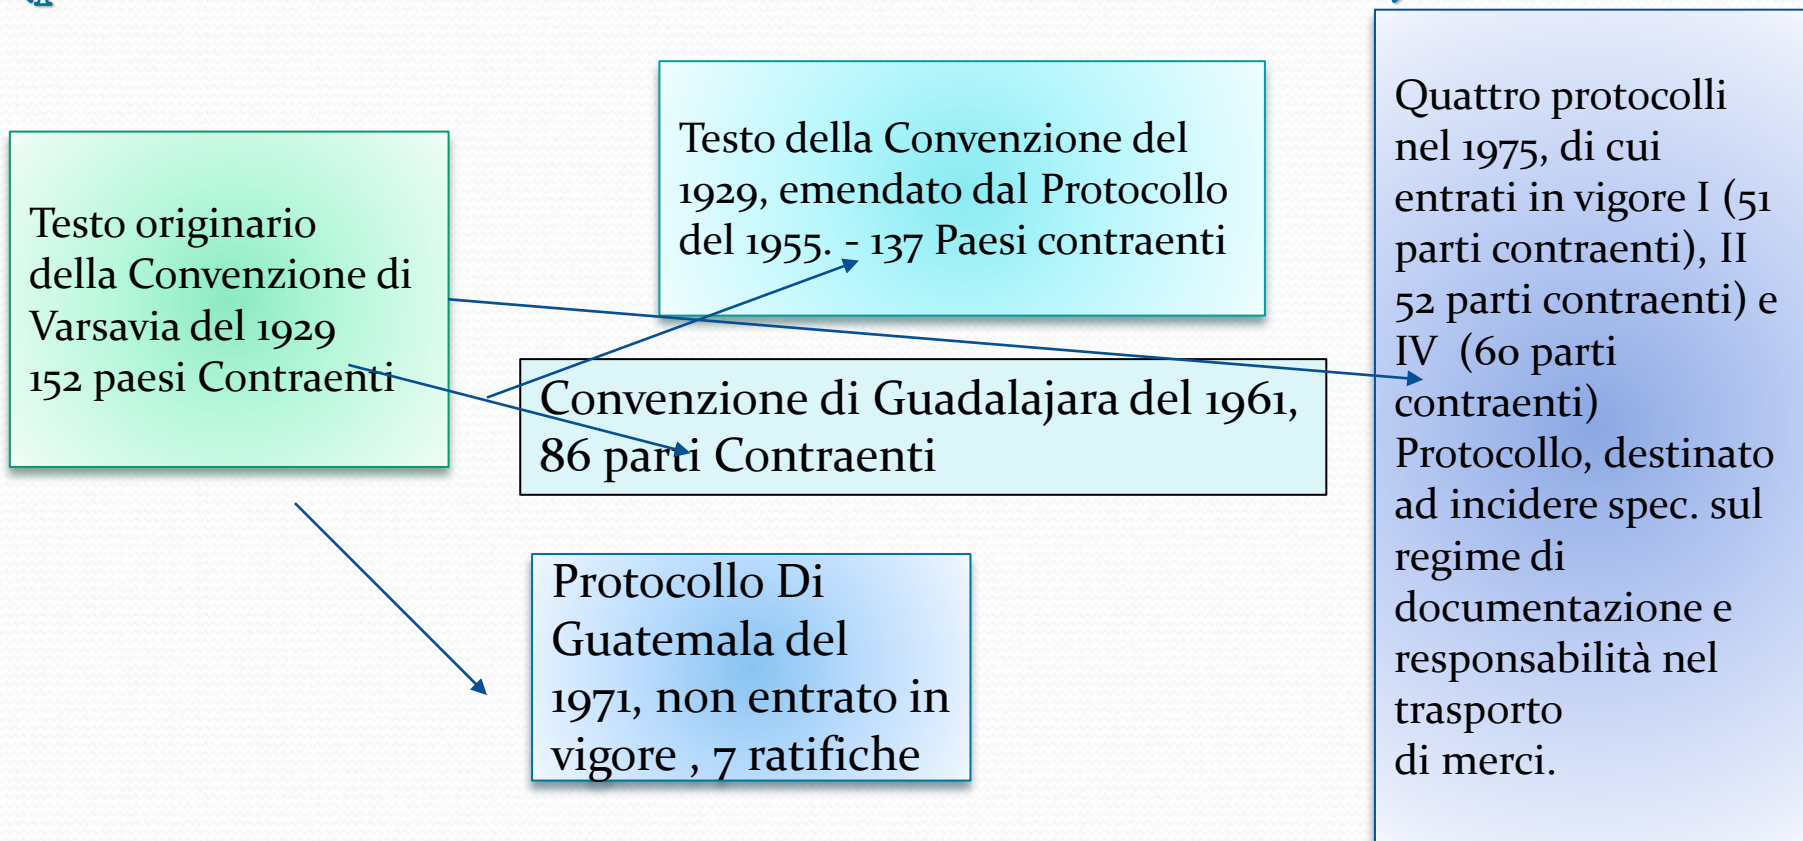 Testo originario
della Convenzione di
Varsavia del 1929
152 paesi Contraenti
Testo della Convenzione del
1929, emendato dal Protocollo
del 1955. - 137 Paesi contraenti
Convenzione di Guadalajara del 1961,
86 parti Contraenti
Protocollo Di
Guatemala del
1971, non entrato in
vigore , 7 ratifiche
Quattro protocolli
nel 1975, di cui
entrati in vigore I (51
parti contraenti), II
52 parti contraenti) e
IV (60 parti
contraenti)
Protocollo, destinato
ad incidere spec. sul
regime di
documentazione e
responsabilità nel
trasporto
di merci.